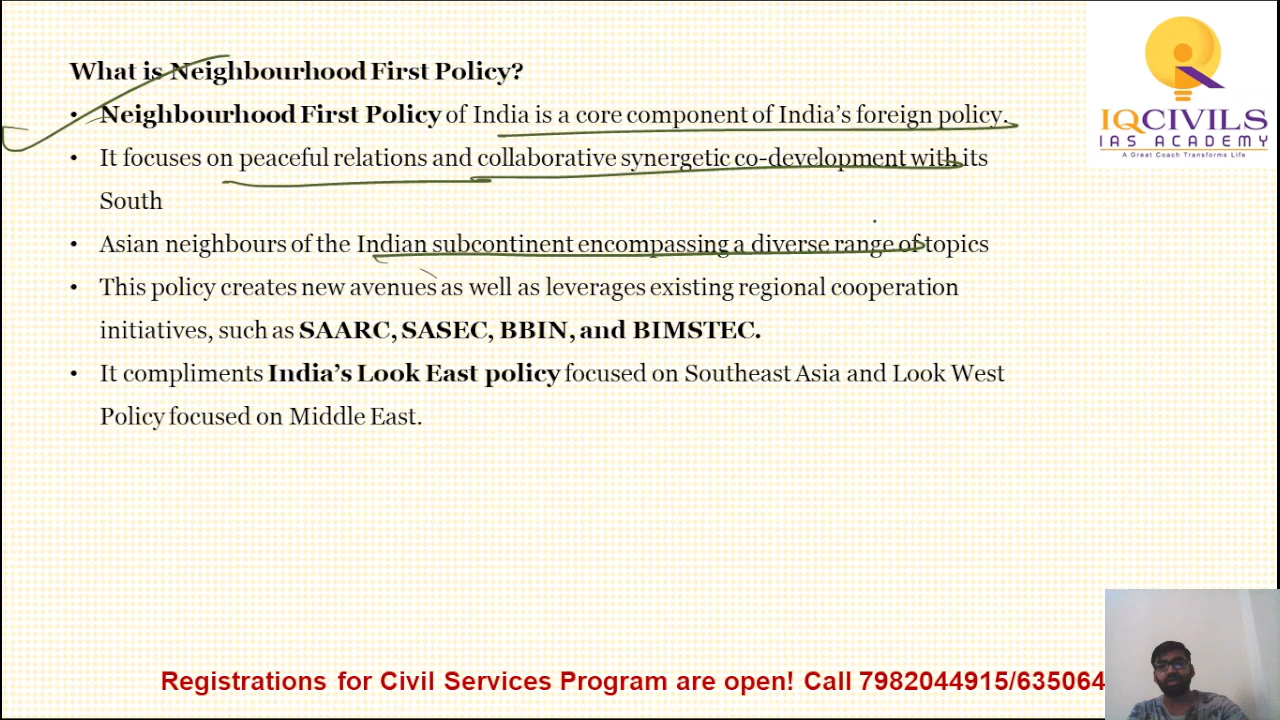 What is Neighbourhood First Policy?
• Neighbourhood First Policy of India is a core component of India's foreign policy.
• It focuses on peaceful relations and collaborative synergetic co-development with its
South
• Asian neighbours of the Indian subcontinent encompassing a diverse range of topics
• This policy creates new avenues as well as leverages existing regional cooperation
initiatives, such as SAARC, SASEC, BBIN, and BIMSTEC.
• It compliments India's Look East policy focused on Southeast Asia and Look West
Policy focused on Middle East.
IQCIVILS
IAS ACADEMY
A Great Coach Transforms Life
Registrations for Civil Services Program are open! Call 7982044915/635064